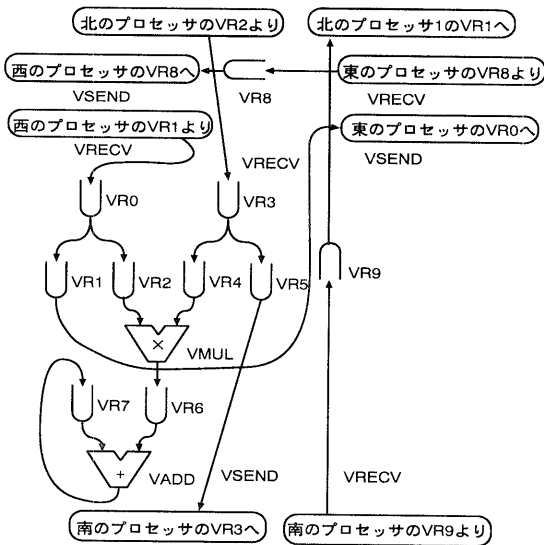 北のプロセッサのVR2より
北のプロセッサ1のVR1へ
西のプロセッサのVR8へ
東のプロセッサのVR8より
VSEND
VR8
VRECV
西のプロセッサのVR1より
東のプロセッサのVR0へ
VRECV
VRECV
VSEND
VR0
VR3
VR1
VR2
VR4
VR5
VR9
×
VMUL
VR7
VR6
+
VADD
VSEND
VRECV
南のプロセッサのVR3へ
南のプロセッサのVR9より